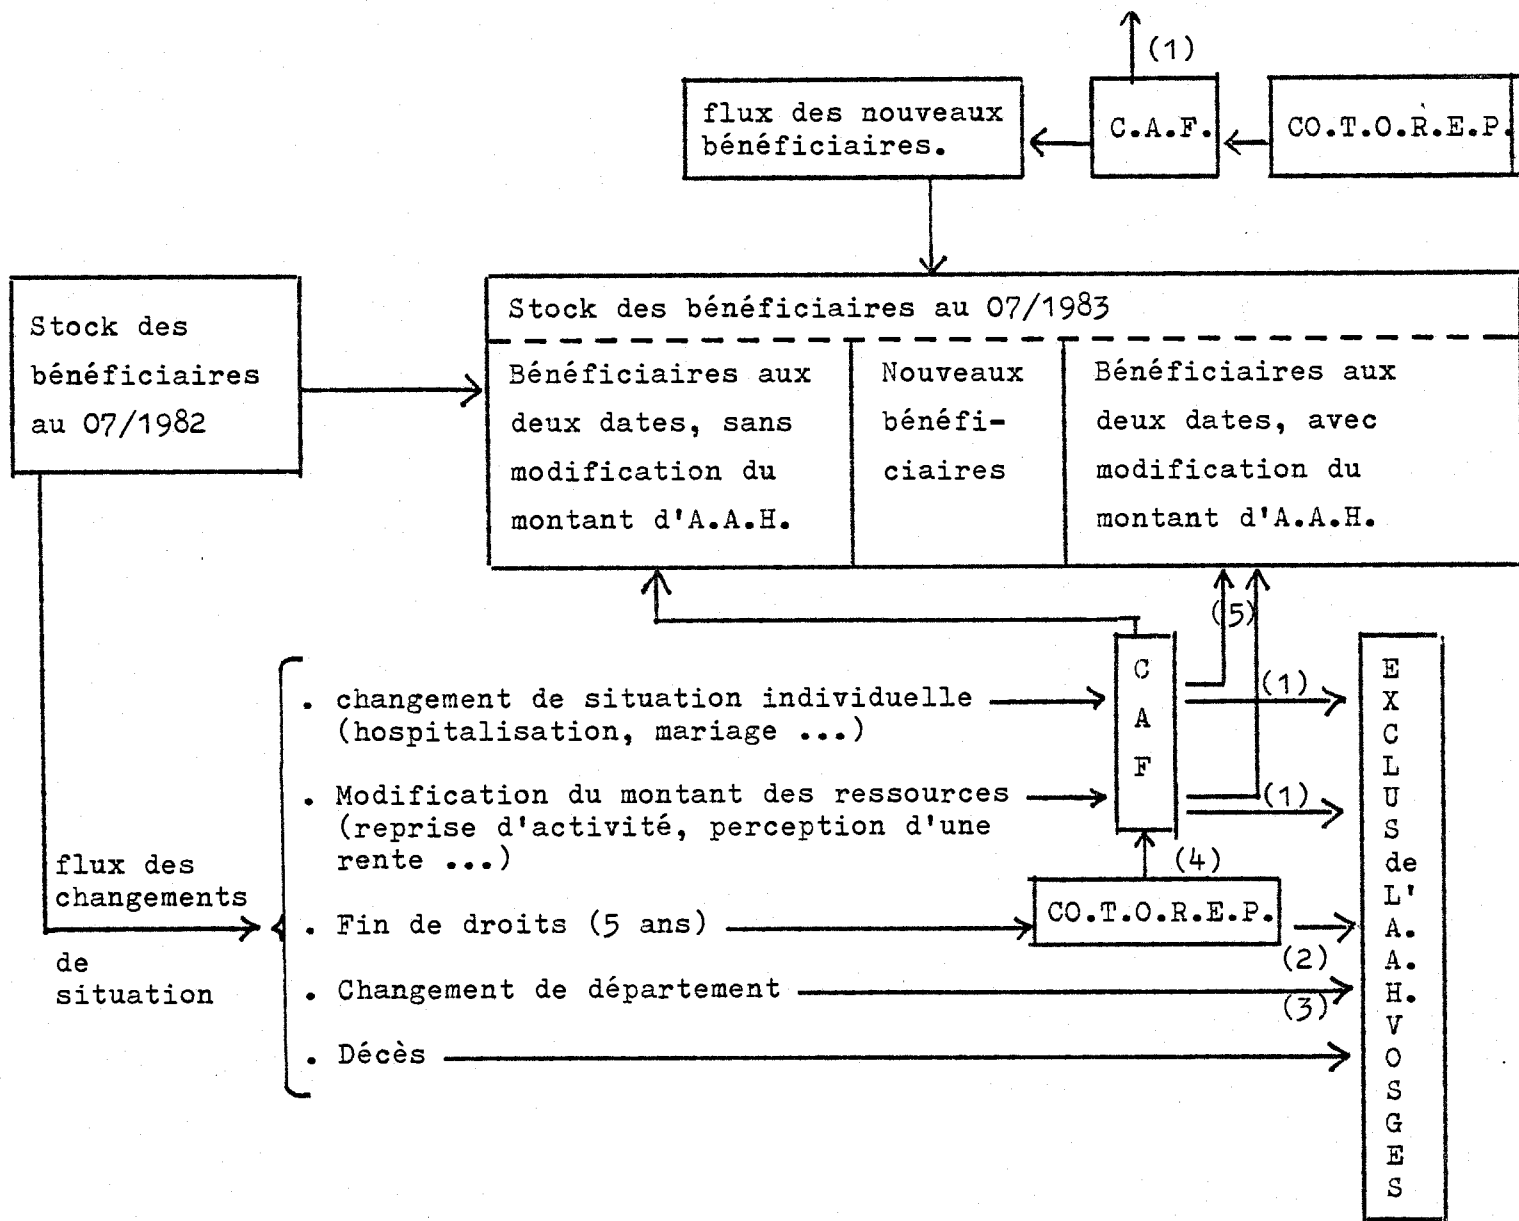 (1)
flux des nouveaux
bénéficiaires.
C.A.F.
CO.T.O.R.E.P.
Stock des
bénéficiaires
au 07/1982
Stock des bénéficiaires au 07/1983
Bénéficiaires aux
deux dates, sans
modification du
montant d'A.A.H.
Nouveaux
bénéfi-
ciaires
Bénéficiaires aux
deux dates, avec
modification du
montant d'A.A.H.
(5)
flux des
changements
de
situation
. changement de situation individuelle
(hospitalisation, mariage ...)
. Modification du montant des ressources
(reprise d'activité, perception d'une
rente ...)
. Fin de droits (5 ans)
. Changement de département
. Décès
C
A
F
(1)
(1)
(4)
CO.T.O.R.E.P.
(2)
(3)
E
X
C
L
U
S
de
L'
A.
A.
H.
V
O
S
G
E
S